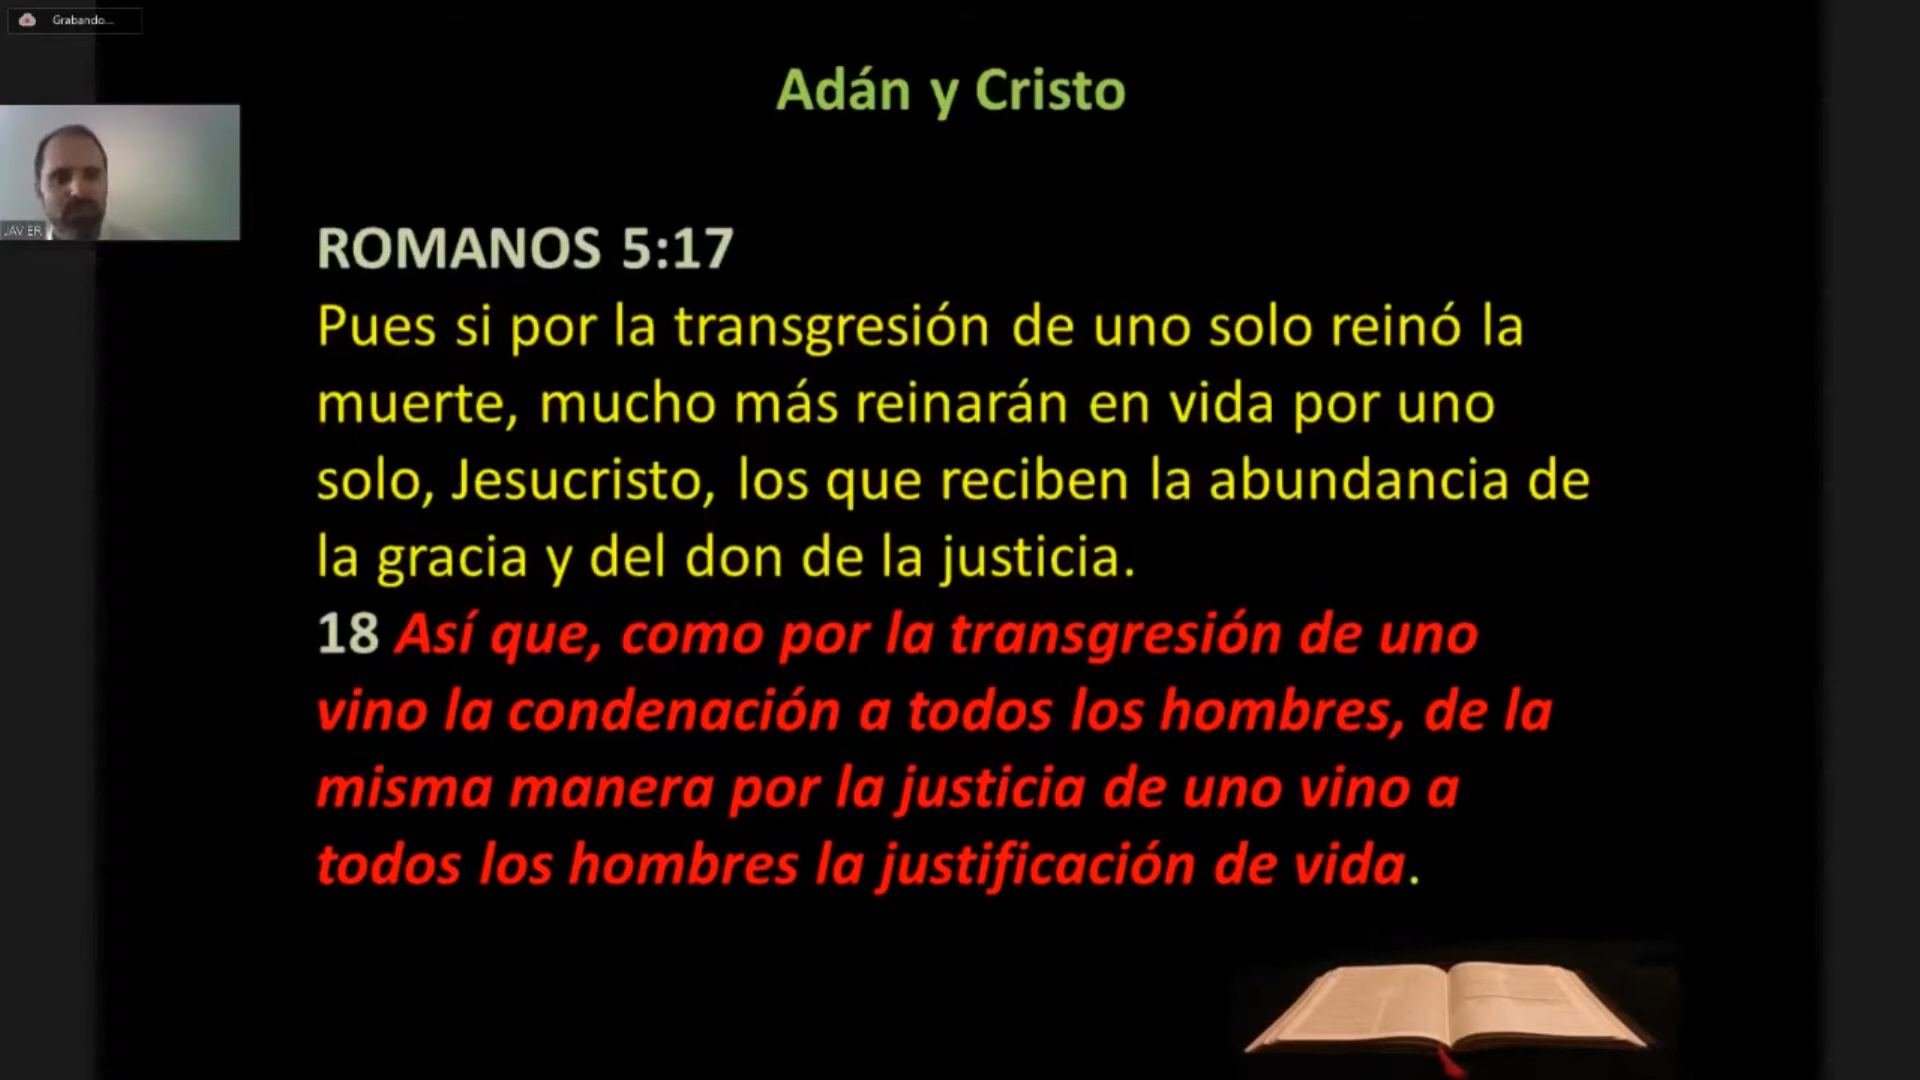 Grabando...
Adán y Cristo
JAVIER
ROMANOS 5:17
Pues si por la transgresión de uno solo reinó la
muerte, mucho más reinarán en vida por uno
solo, Jesucristo, los que reciben la abundancia de
la gracia y del don de la justicia.
18 Así que, como por la transgresión de uno
vino la condenación a todos los hombres, de la
misma manera por la justicia de uno vino a
todos los hombres la justificación de vida.